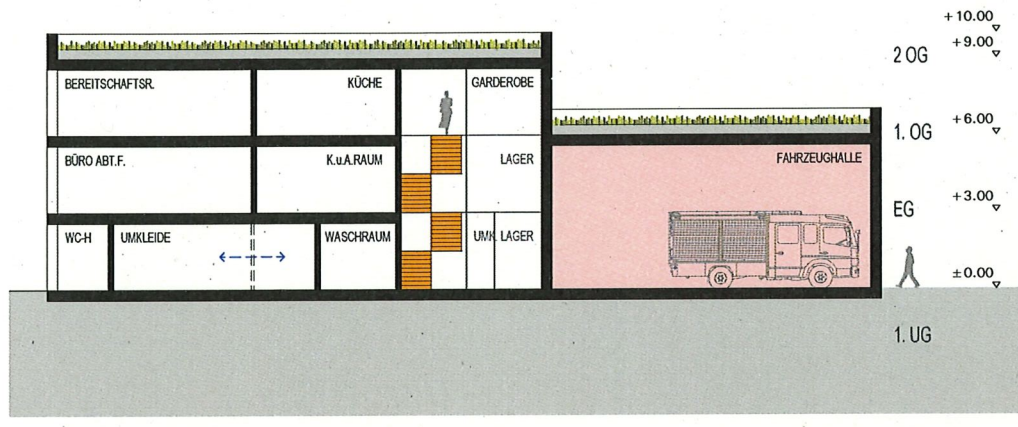 +10.00
2 OG
+9.00
BEREITSCHAFTSR.
KÜCHE
GARDEROBE
1. OG
+6.00
BÜRO ABT.F.
K.u.A.RAUM
LAGER
FAHRZEUGHALLE
EG
+3.00
WC-H
UMKLEIDE
WASCHRAUM
UMK.
LAGER
±0.00
1. UG